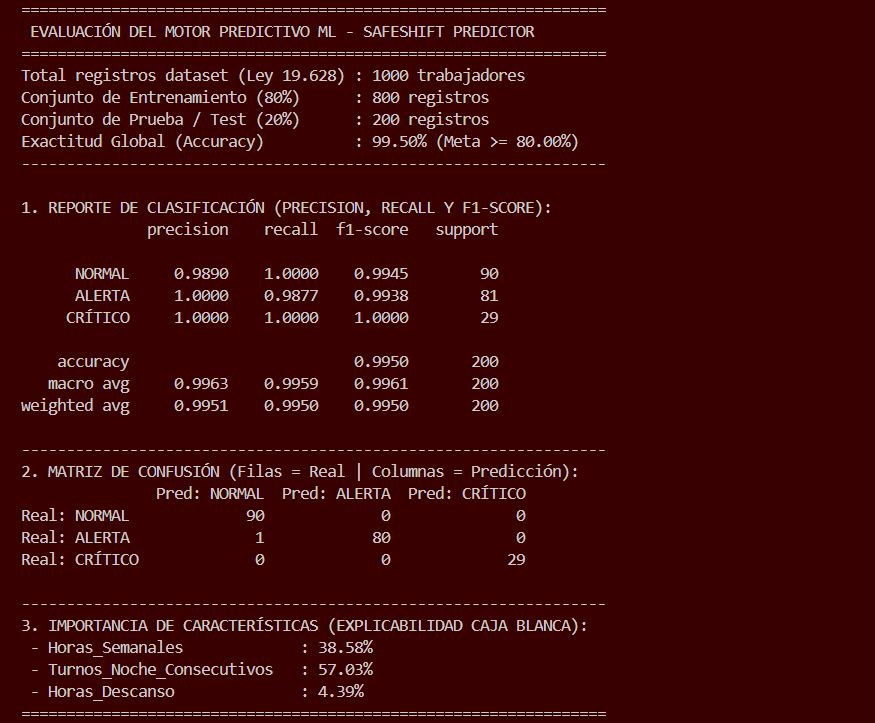 =================================================================
EVALUACIÓN DEL MOTOR PREDICTIVO ML - SAFESHIFT PREDICTOR
=================================================================
Total registros dataset (Ley 19.628) : 1000 trabajadores
Conjunto de Entrenamiento (80%)      : 800 registros
Conjunto de Prueba / Test (20%)      : 200 registros
Exactitud Global (Accuracy)          : 99.50% (Meta >= 80.00%)
-----------------------------------------------------------------
1. REPORTE DE CLASIFICACIÓN (PRECISION, RECALL Y F1-SCORE):
              precision    recall  f1-score   support
      NORMAL     0.9890    1.0000    0.9945        90
      ALERTA     1.0000    0.9877    0.9938        81
     CRÍTICO     1.0000    1.0000    1.0000        29
    accuracy                         0.9950       200
   macro avg     0.9963    0.9959    0.9961       200
weighted avg     0.9951    0.9950    0.9950       200
-----------------------------------------------------------------
2. MATRIZ DE CONFUSIÓN (Filas = Real | Columnas = Predicción):
               Pred: NORMAL  Pred: ALERTA  Pred: CRÍTICO
Real: NORMAL             90             0             0
Real: ALERTA              1            80             0
Real: CRÍTICO             0             0            29
-----------------------------------------------------------------
3. IMPORTANCIA DE CARACTERÍSTICAS (EXPLICABILIDAD CAJA BLANCA):
 - Horas_Semanales             : 38.58%
 - Turnos_Noche_Consecutivos   : 57.03%
 - Horas_Descanso              : 4.39%
=================================================================